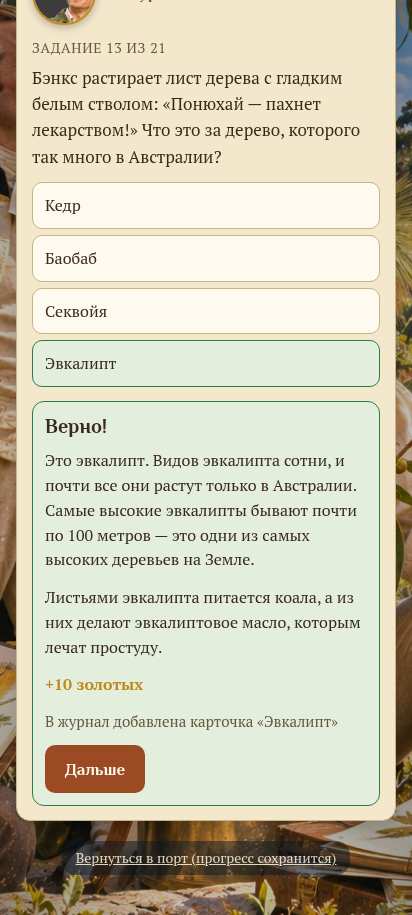 ЗАДАНИЕ 13 ИЗ 21
Бэнкс растирает лист дерева с гладким
белым стволом: «Понюхай — пахнет
лекарством!» Что это за дерево, которого
так много в Австралии?
Кедр
Баобаб
Секвойя
Эвкалипт
Верно!
Это эвкалипт. Видов эвкалипта сотни, и
почти все они растут только в Австралии.
Самые высокие эвкалипты бывают почти
по 100 метров — это одни из самых
высоких деревьев на Земле.
Листьями эвкалипта питается коала, а из
них делают эвкалиптовое масло, которым
лечат простуду.
+10 золотых
В журнал добавлена карточка «Эвкалипт»
Дальше
Вернуться в порт (прогресс сохранится)